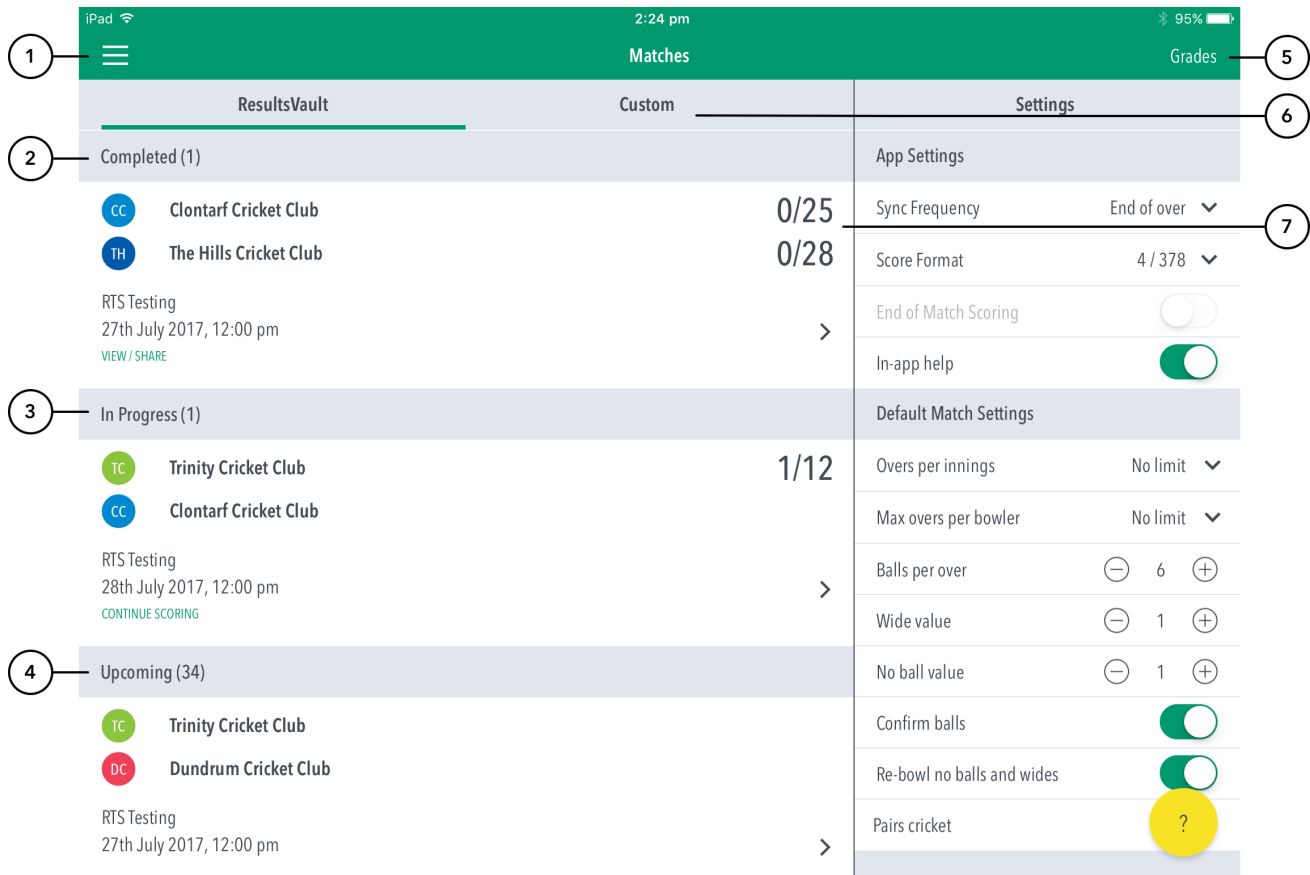 iPad 2:24 pm 95%
1 Matches Grades 5
ResultsVault Custom Settings
6
2 Completed (1) App Settings
CC Clontarf Cricket Club 0/25 Sync Frequency End of over
7
TH The Hills Cricket Club 0/28 Score Format 4 / 378
RTS Testing End of Match Scoring
27th July 2017, 12:00 pm
VIEW / SHARE In-app help
3 In Progress (1) Default Match Settings
TC Trinity Cricket Club 1/12 Overs per innings No limit
CC Clontarf Cricket Club Max overs per bowler No limit
RTS Testing Balls per over 6
28th July 2017, 12:00 pm
CONTINUE SCORING Wide value 1
4 Upcoming (34) No ball value 1
TC Trinity Cricket Club Confirm balls
DC Dundrum Cricket Club Re-bowl no balls and wides
RTS Testing Pairs cricket ?
27th July 2017, 12:00 pm